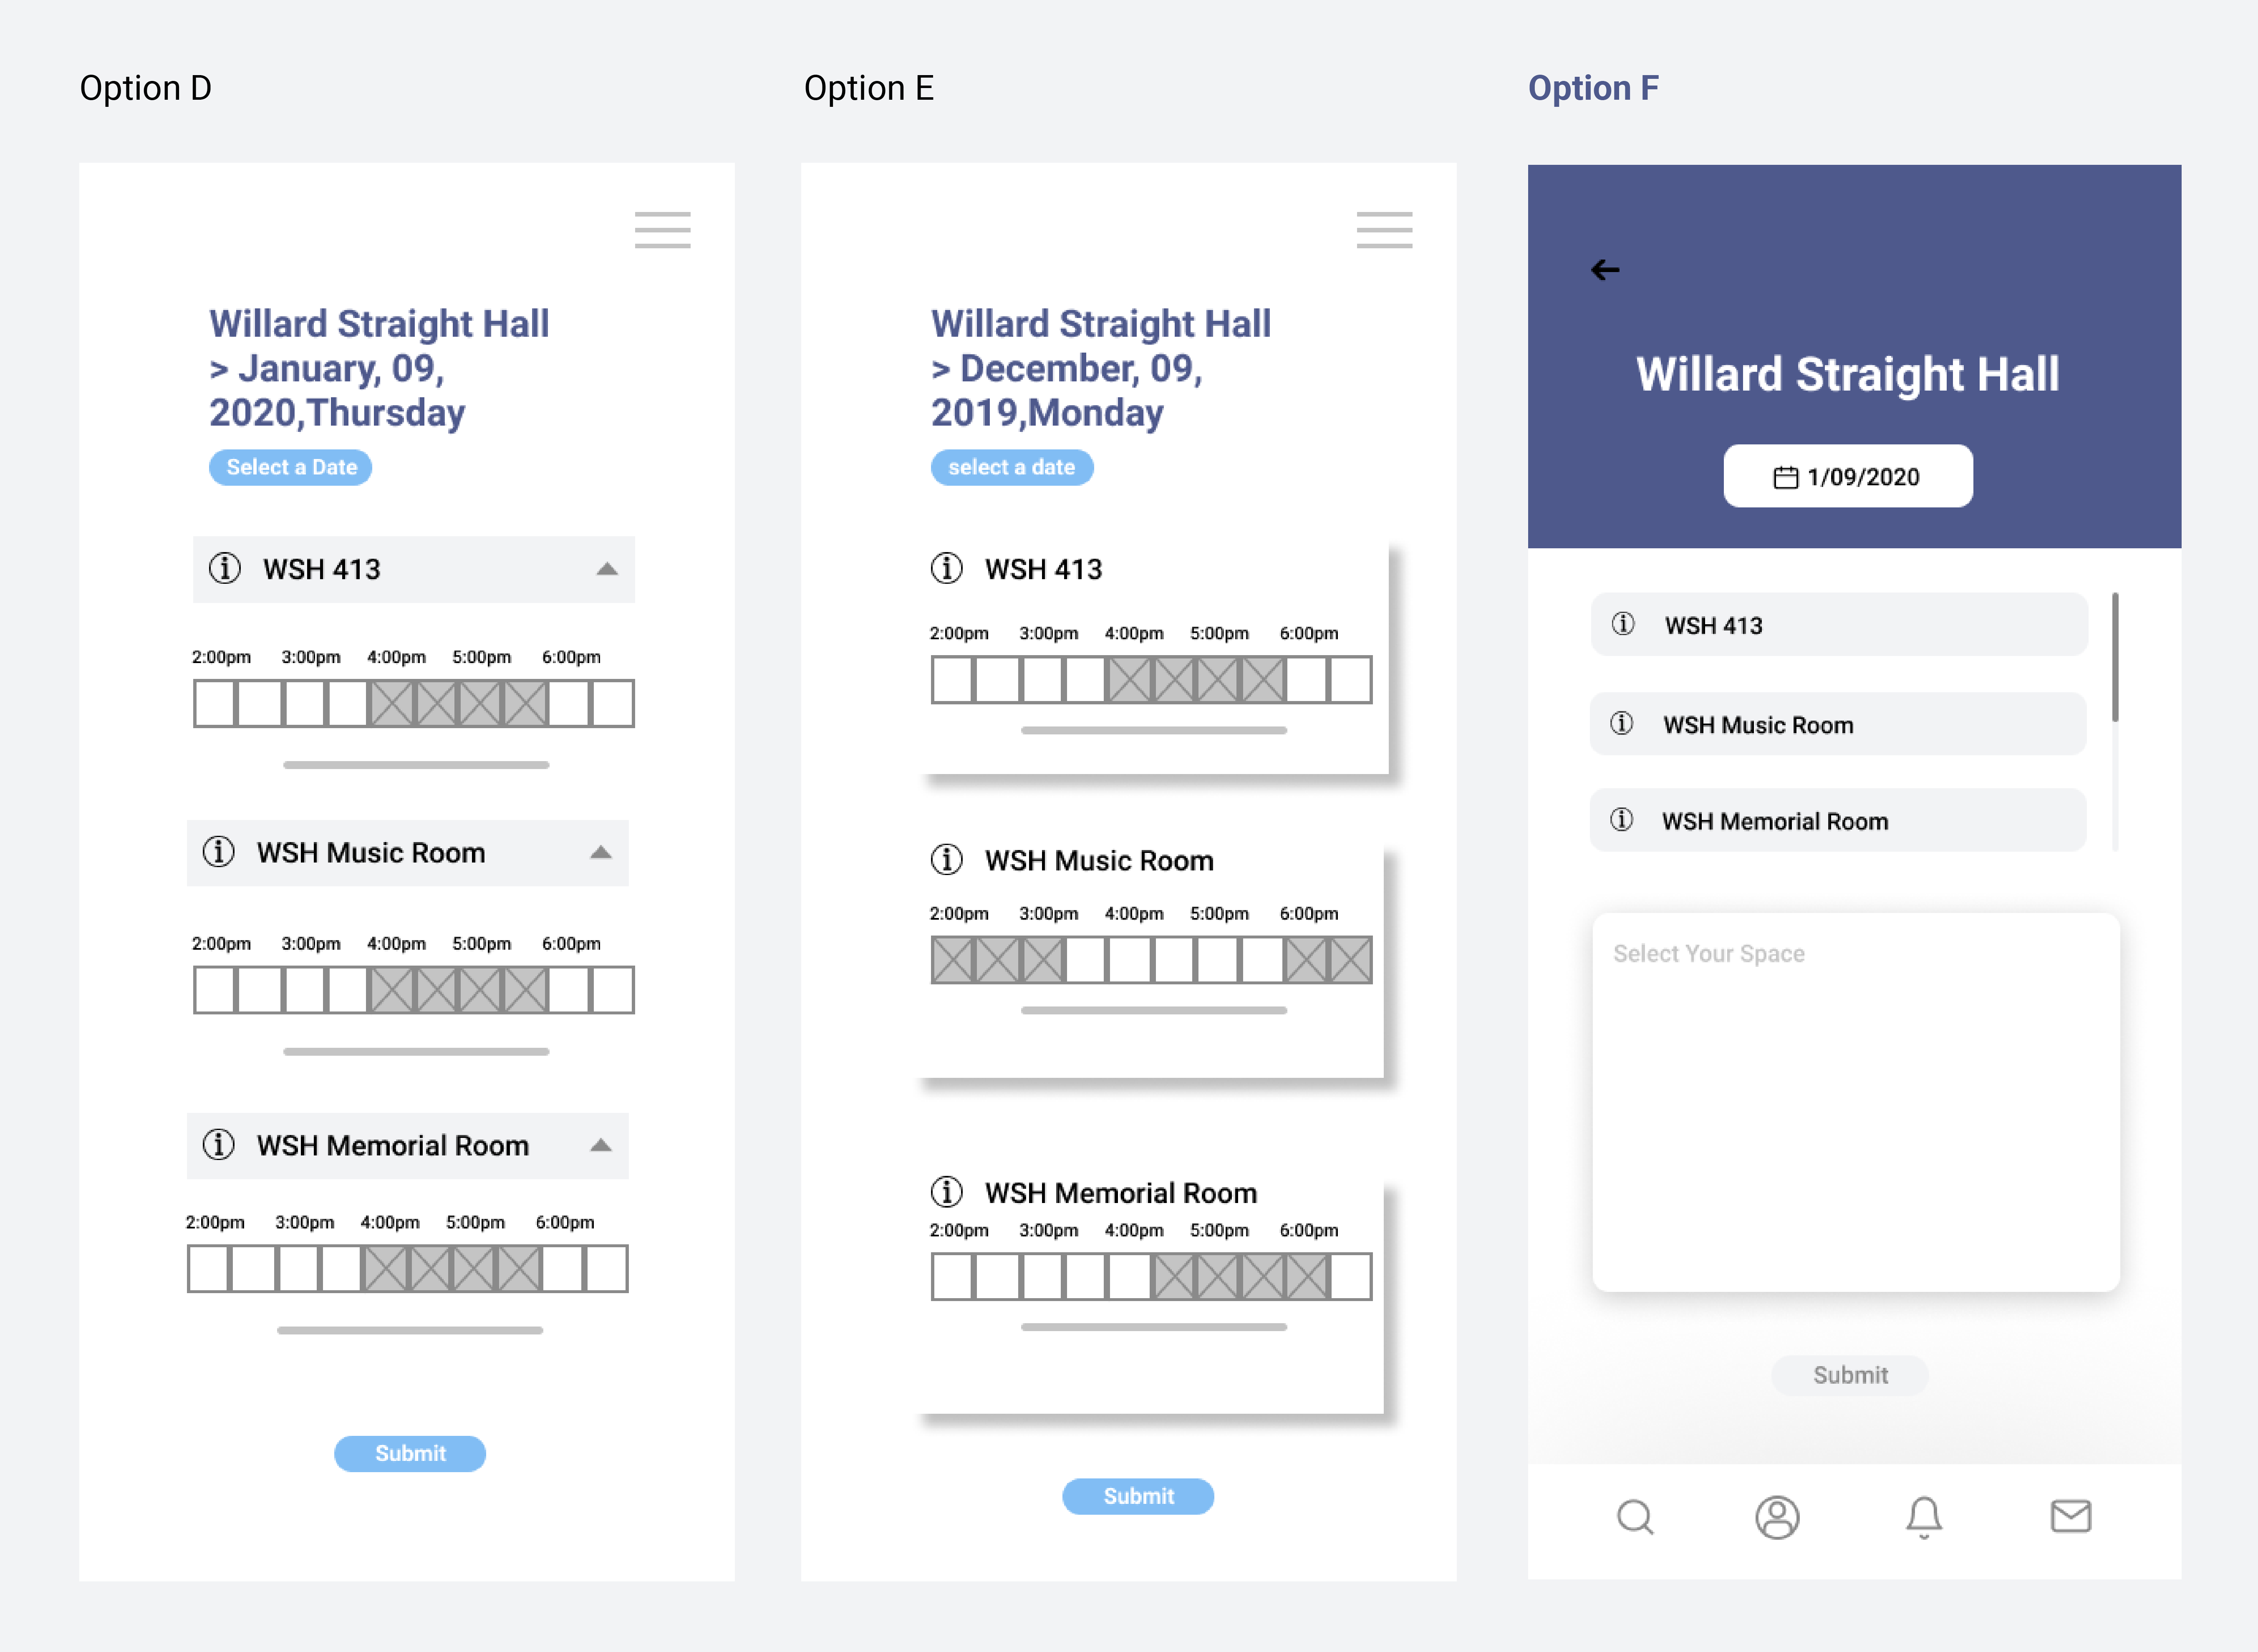 Option D
Willard Straight Hall
> January, 09,
2020,Thursday
Select a Date
WSH 413
2:00pm 3:00pm 4:00pm 5:00pm 6:00pm
WSH Music Room
2:00pm 3:00pm 4:00pm 5:00pm 6:00pm
WSH Memorial Room
2:00pm 3:00pm 4:00pm 5:00pm 6:00pm
Submit
Option E
Willard Straight Hall
> December, 09,
2019,Monday
select a date
WSH 413
2:00pm 3:00pm 4:00pm 5:00pm 6:00pm
WSH Music Room
2:00pm 3:00pm 4:00pm 5:00pm 6:00pm
WSH Memorial Room
2:00pm 3:00pm 4:00pm 5:00pm 6:00pm
Submit
Option F
Willard Straight Hall
1/09/2020
WSH 413
WSH Music Room
WSH Memorial Room
Select Your Space
Submit